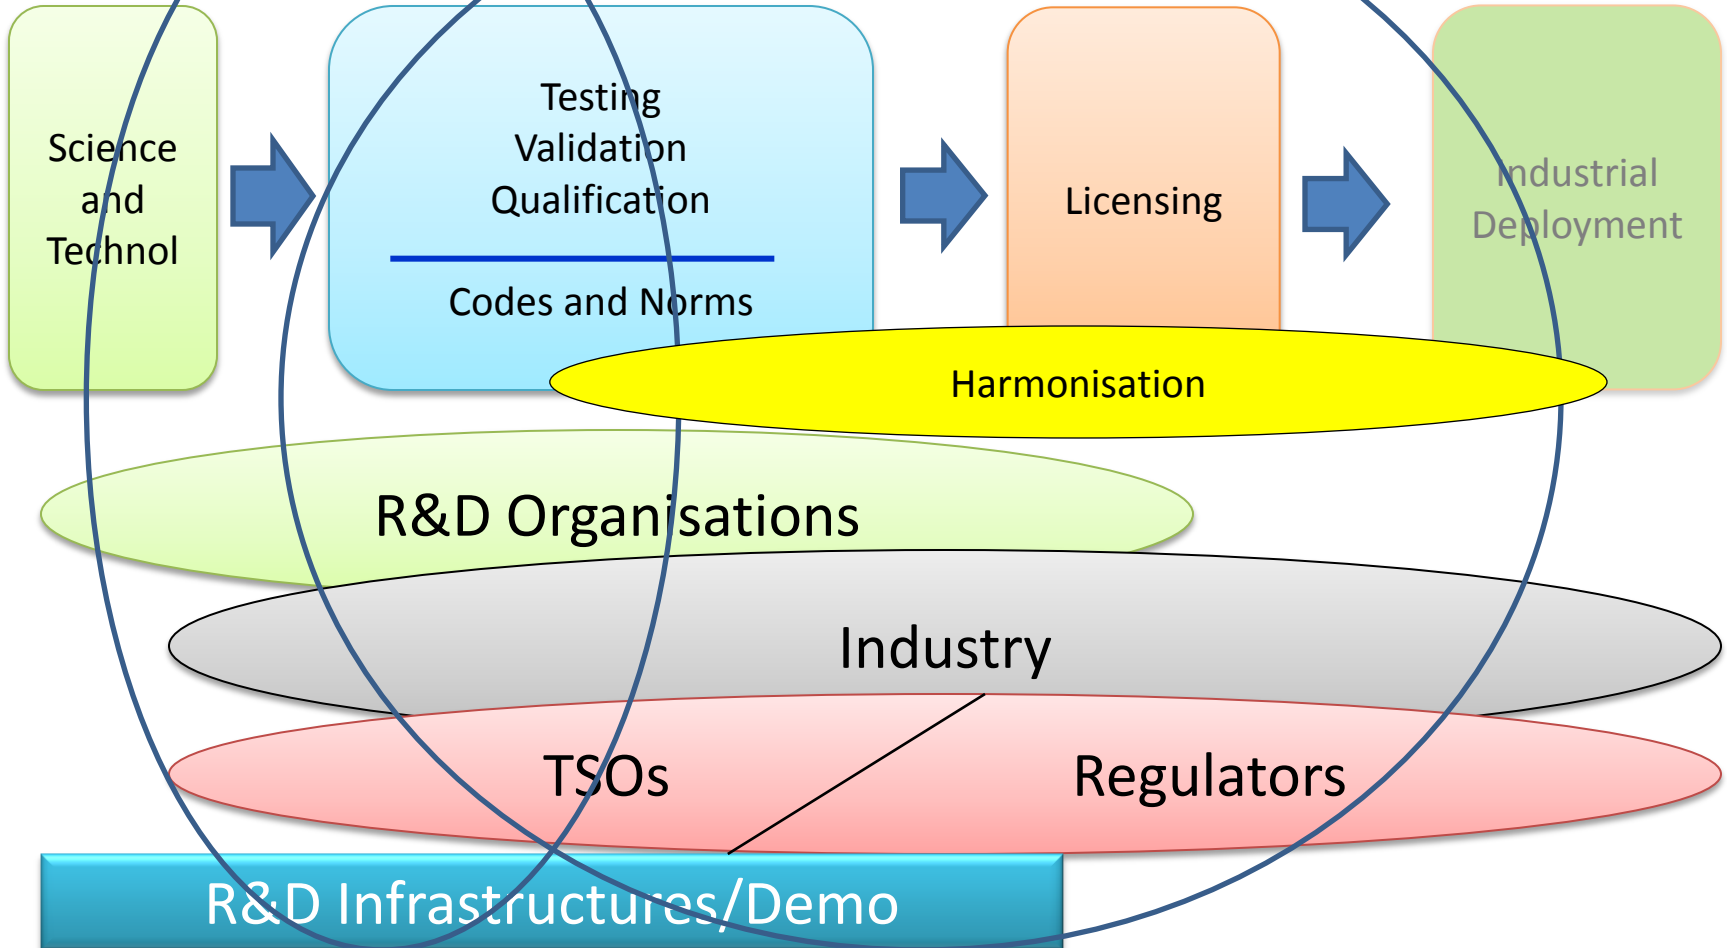 Science
and
Technol
Testing
Validation
Qualification
Codes and Norms
Licensing
Industrial
Deployment
Harmonisation
R&D Organisations
Industry
TSOs
Regulators
R&D Infrastructures/Demo